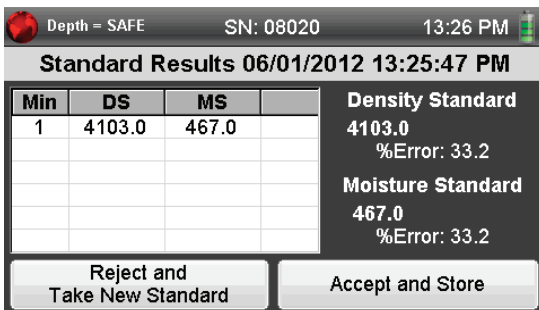 Depth = SAFE SN: 08020 13:26 PM
Standard Results 06/01/2012 13:25:47 PM
Min DS MS
1 4103.0 467.0
Density Standard
4103.0
%Error: 33.2
Moisture Standard
467.0
%Error: 33.2
Reject and
Take New Standard
Accept and Store